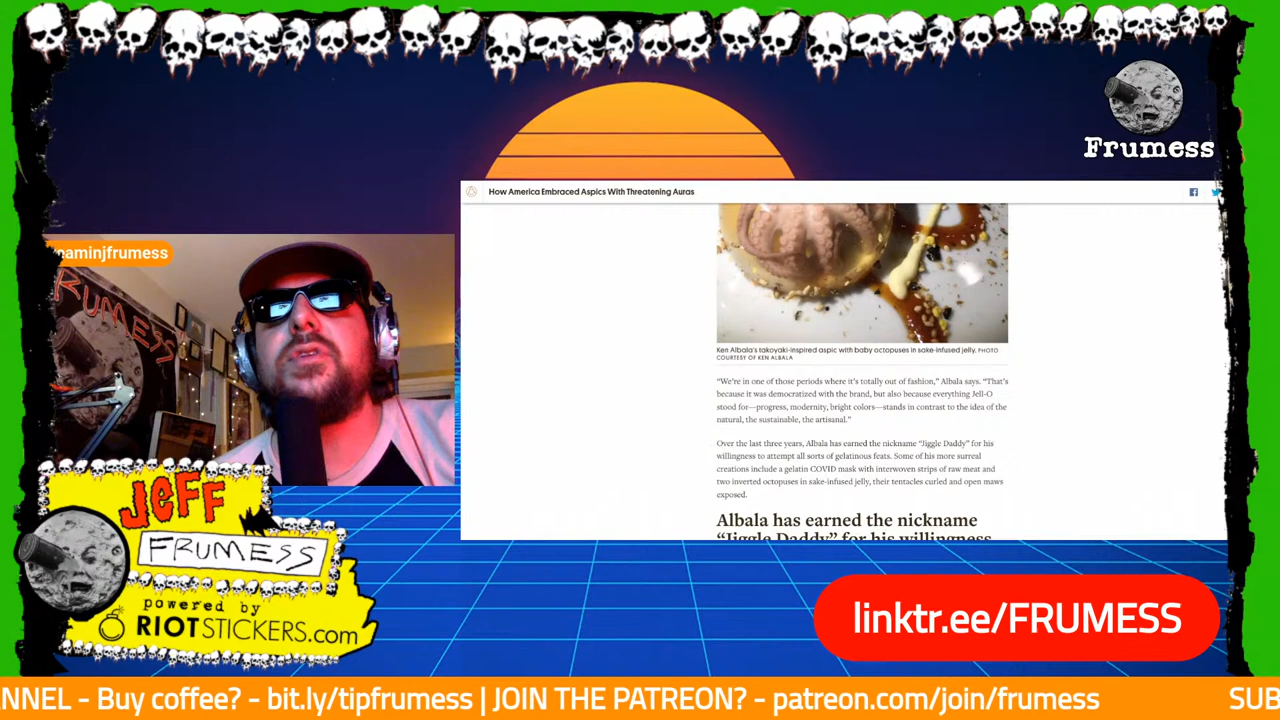 Frumess
How America Embraced Aspics With Threatening Auras
aminjfrumess
FRUMESS
Ken Albala's takoyaki-inspired aspic with baby octopuses in sake-infused jelly. PHOTO
COURTESY OF KEN ALBALA
“We’re in one of those periods where it’s totally out of fashion,” Albala says. “That’s
because it was democratized with the brand, but also because everything Jell-O
stood for—progress, modernity, bright colors—stands in contrast to the idea of the
natural, the sustainable, the artisanal.”
Over the last three years, Albala has earned the nickname “Jiggle Daddy” for his
willingness to attempt all sorts of gelatinous feats. Some of his more surreal
creations include a gelatin COVID mask with interwoven strips of raw meat and
two inverted octopuses in sake-infused jelly, their tentacles curled and open maws
exposed.
Albala has earned the nickname
“Jiggle Daddy” for his willingness
JEFF
FRUMESS
powered by
RIOTSTICKERS.com
linktr.ee/FRUMESS
ANNEL - Buy coffee? - bit.ly/tipfrumess | JOIN THE PATREON? - patreon.com/join/frumess SUB